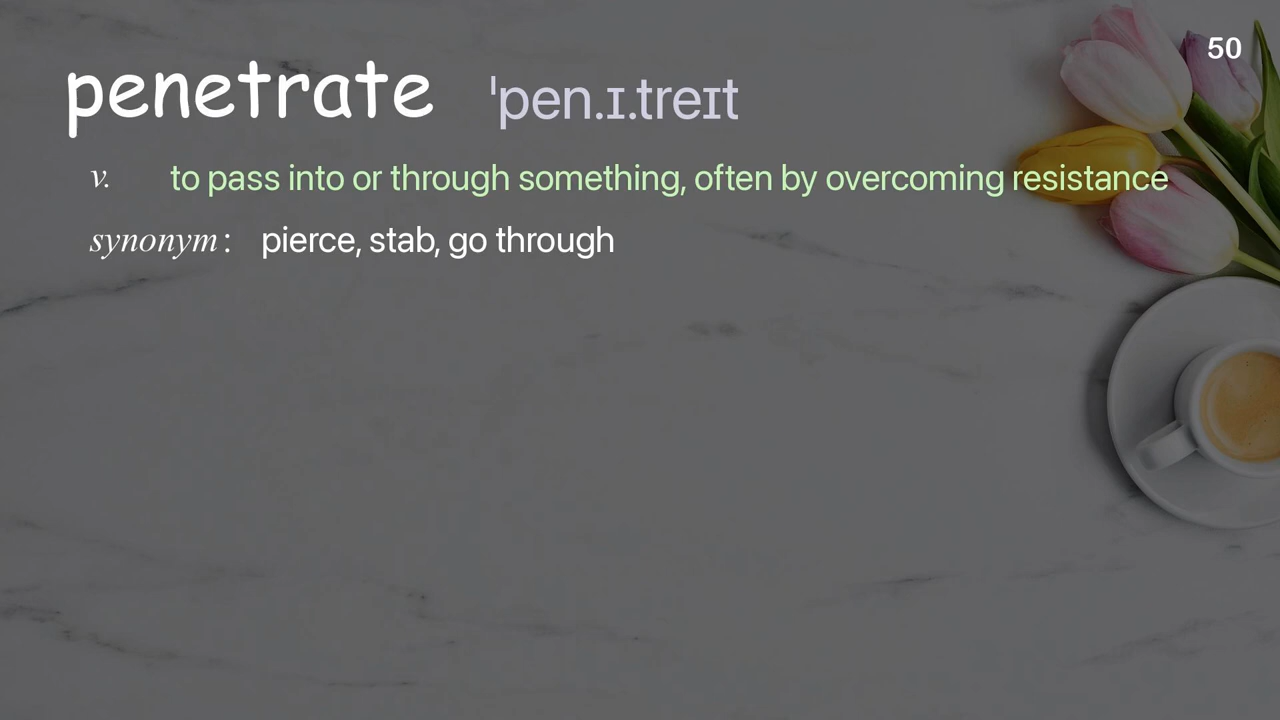 50
penetrate ˈpen.ɪ.treɪt
v. to pass into or through something, often by overcoming resistance
synonym: pierce, stab, go through